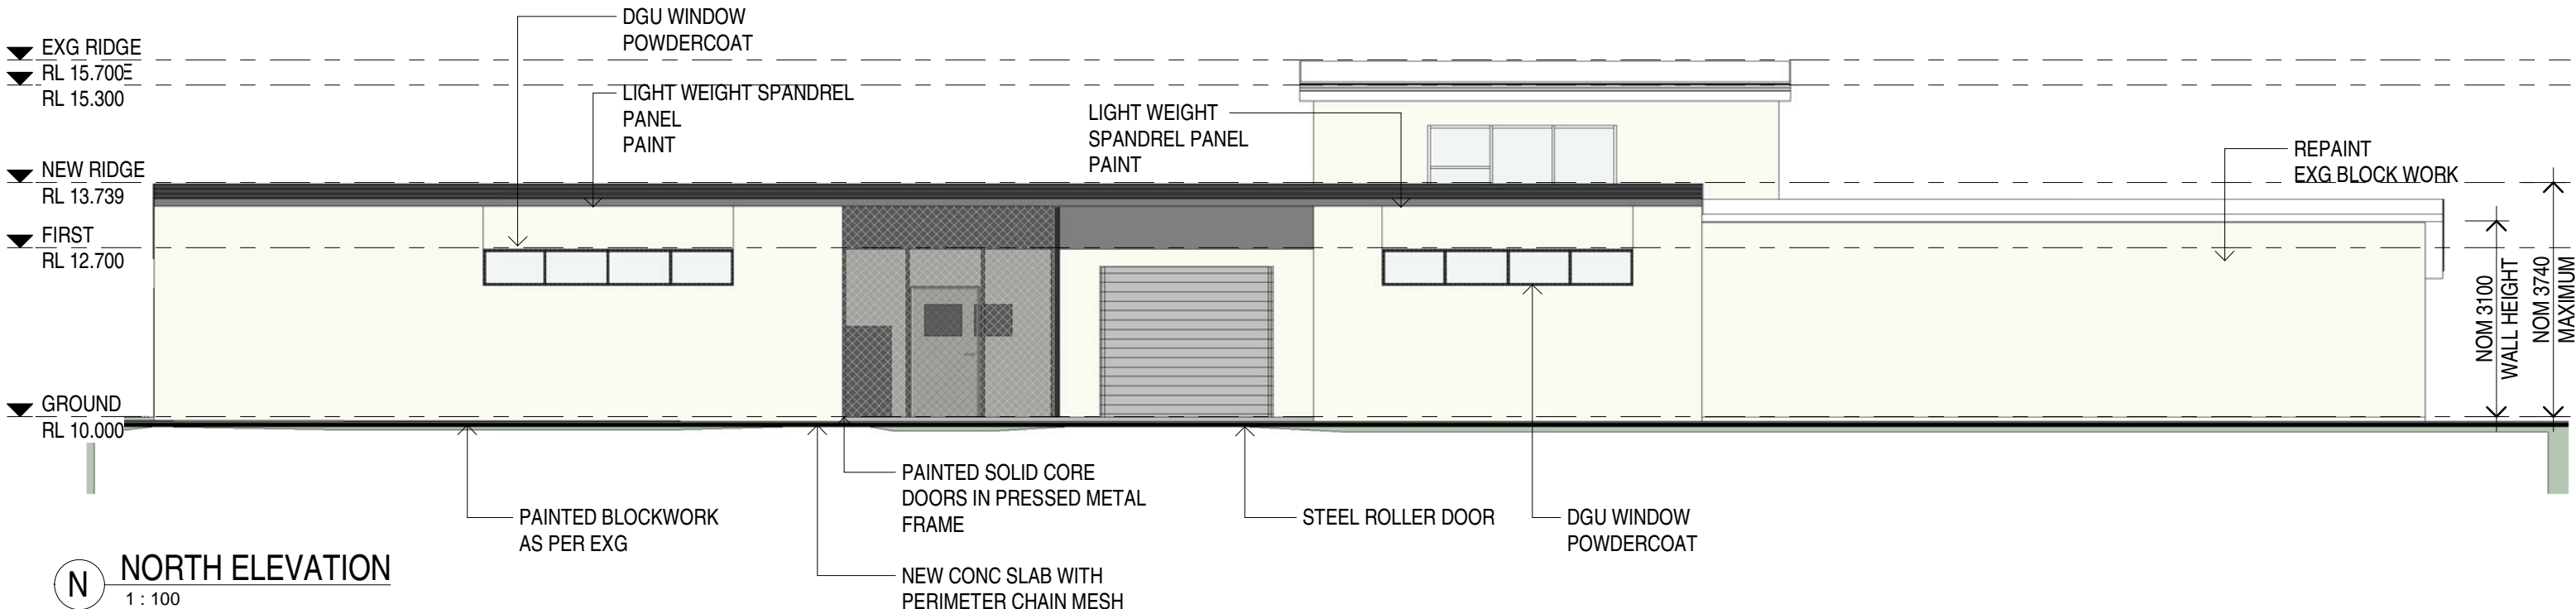 DGU WINDOW
POWDERCOAT
EXG RIDGE
RL 15.700
RL 15.300
LIGHT WEIGHT SPANDREL
PANEL
PAINT
LIGHT WEIGHT
SPANDREL PANEL
PAINT
REPAINT
EXG BLOCK WORK
NEW RIDGE
RL 13.739
FIRST
RL 12.700
NOM 3100
WALL HEIGHT
NOM 3740
MAXIMUM
GROUND
RL 10.000
PAINTED SOLID CORE
DOORS IN PRESSED METAL
FRAME
PAINTED BLOCKWORK
AS PER EXG
STEEL ROLLER DOOR
DGU WINDOW
POWDERCOAT
NEW CONC SLAB WITH
PERIMETER CHAIN MESH
N NORTH ELEVATION
1 : 100